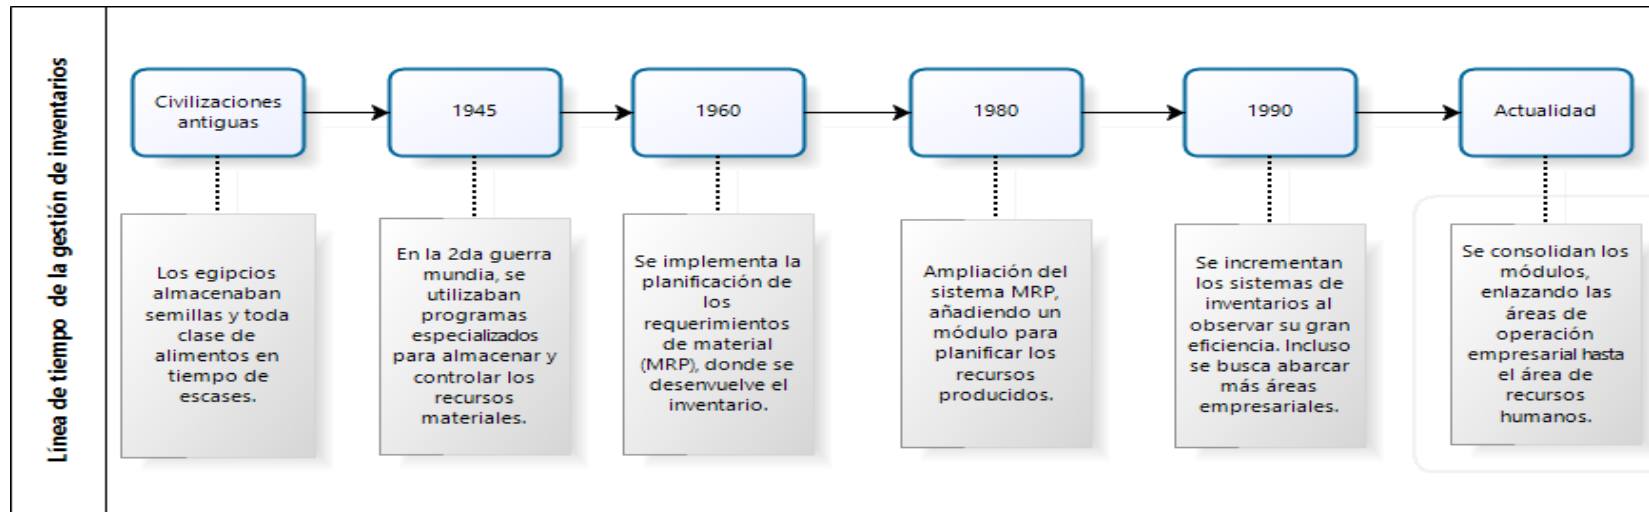 Línea de tiempo de la gestión de inventarios
Civilizaciones
antiguas
1945
1960
1980
1990
Actualidad
Los egipcios
almacenaban
semillas y toda
clase de
alimentos en
tiempo de
escases.
En la 2da guerra
mundia, se
utilizaban
programas
especializados
para almacenar y
controlar los
recursos
materiales.
Se implementa la
planificación de
los
requerimientos
de material
(MRP), donde se
desenvuelve el
inventario.
Ampliación del
sistema MRP,
añadiendo un
módulo para
planificar los
recursos
producidos.
Se incrementan
los sistemas de
inventarios al
observar su gran
eficiencia. Incluso
se busca abarcar
más áreas
empresariales.
Se consolidan los
módulos,
enlazando las
áreas de
operación
empresarial hasta
el área de
recursos
humanos.